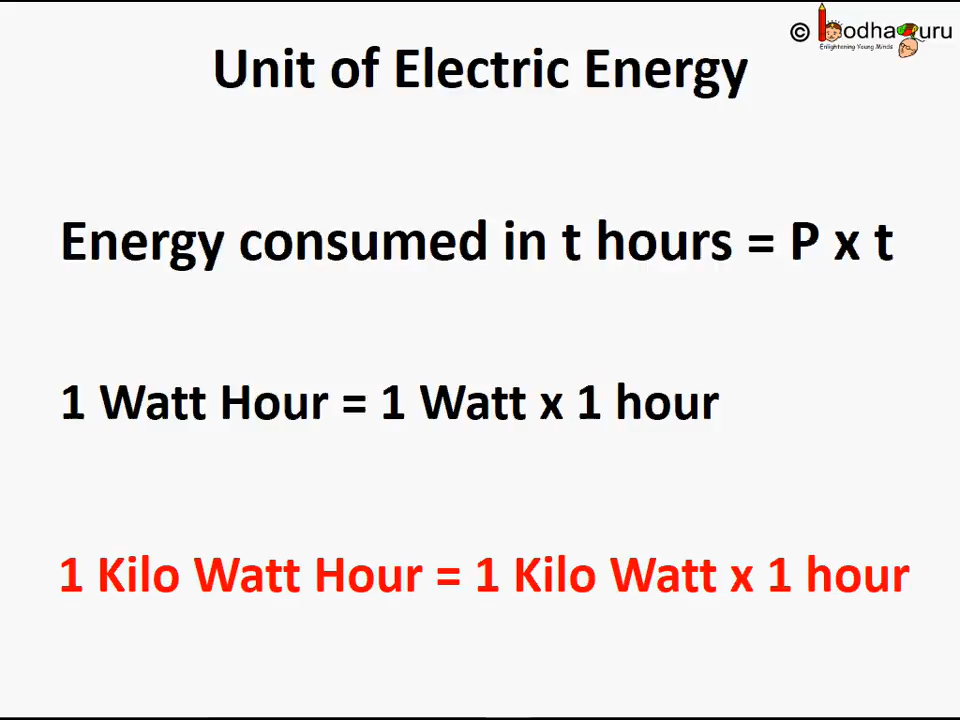 © BodhaGuru
Enlightening Young Minds
Unit of Electric Energy
Energy consumed in t hours = P x t
1 Watt Hour = 1 Watt x 1 hour
1 Kilo Watt Hour = 1 Kilo Watt x 1 hour